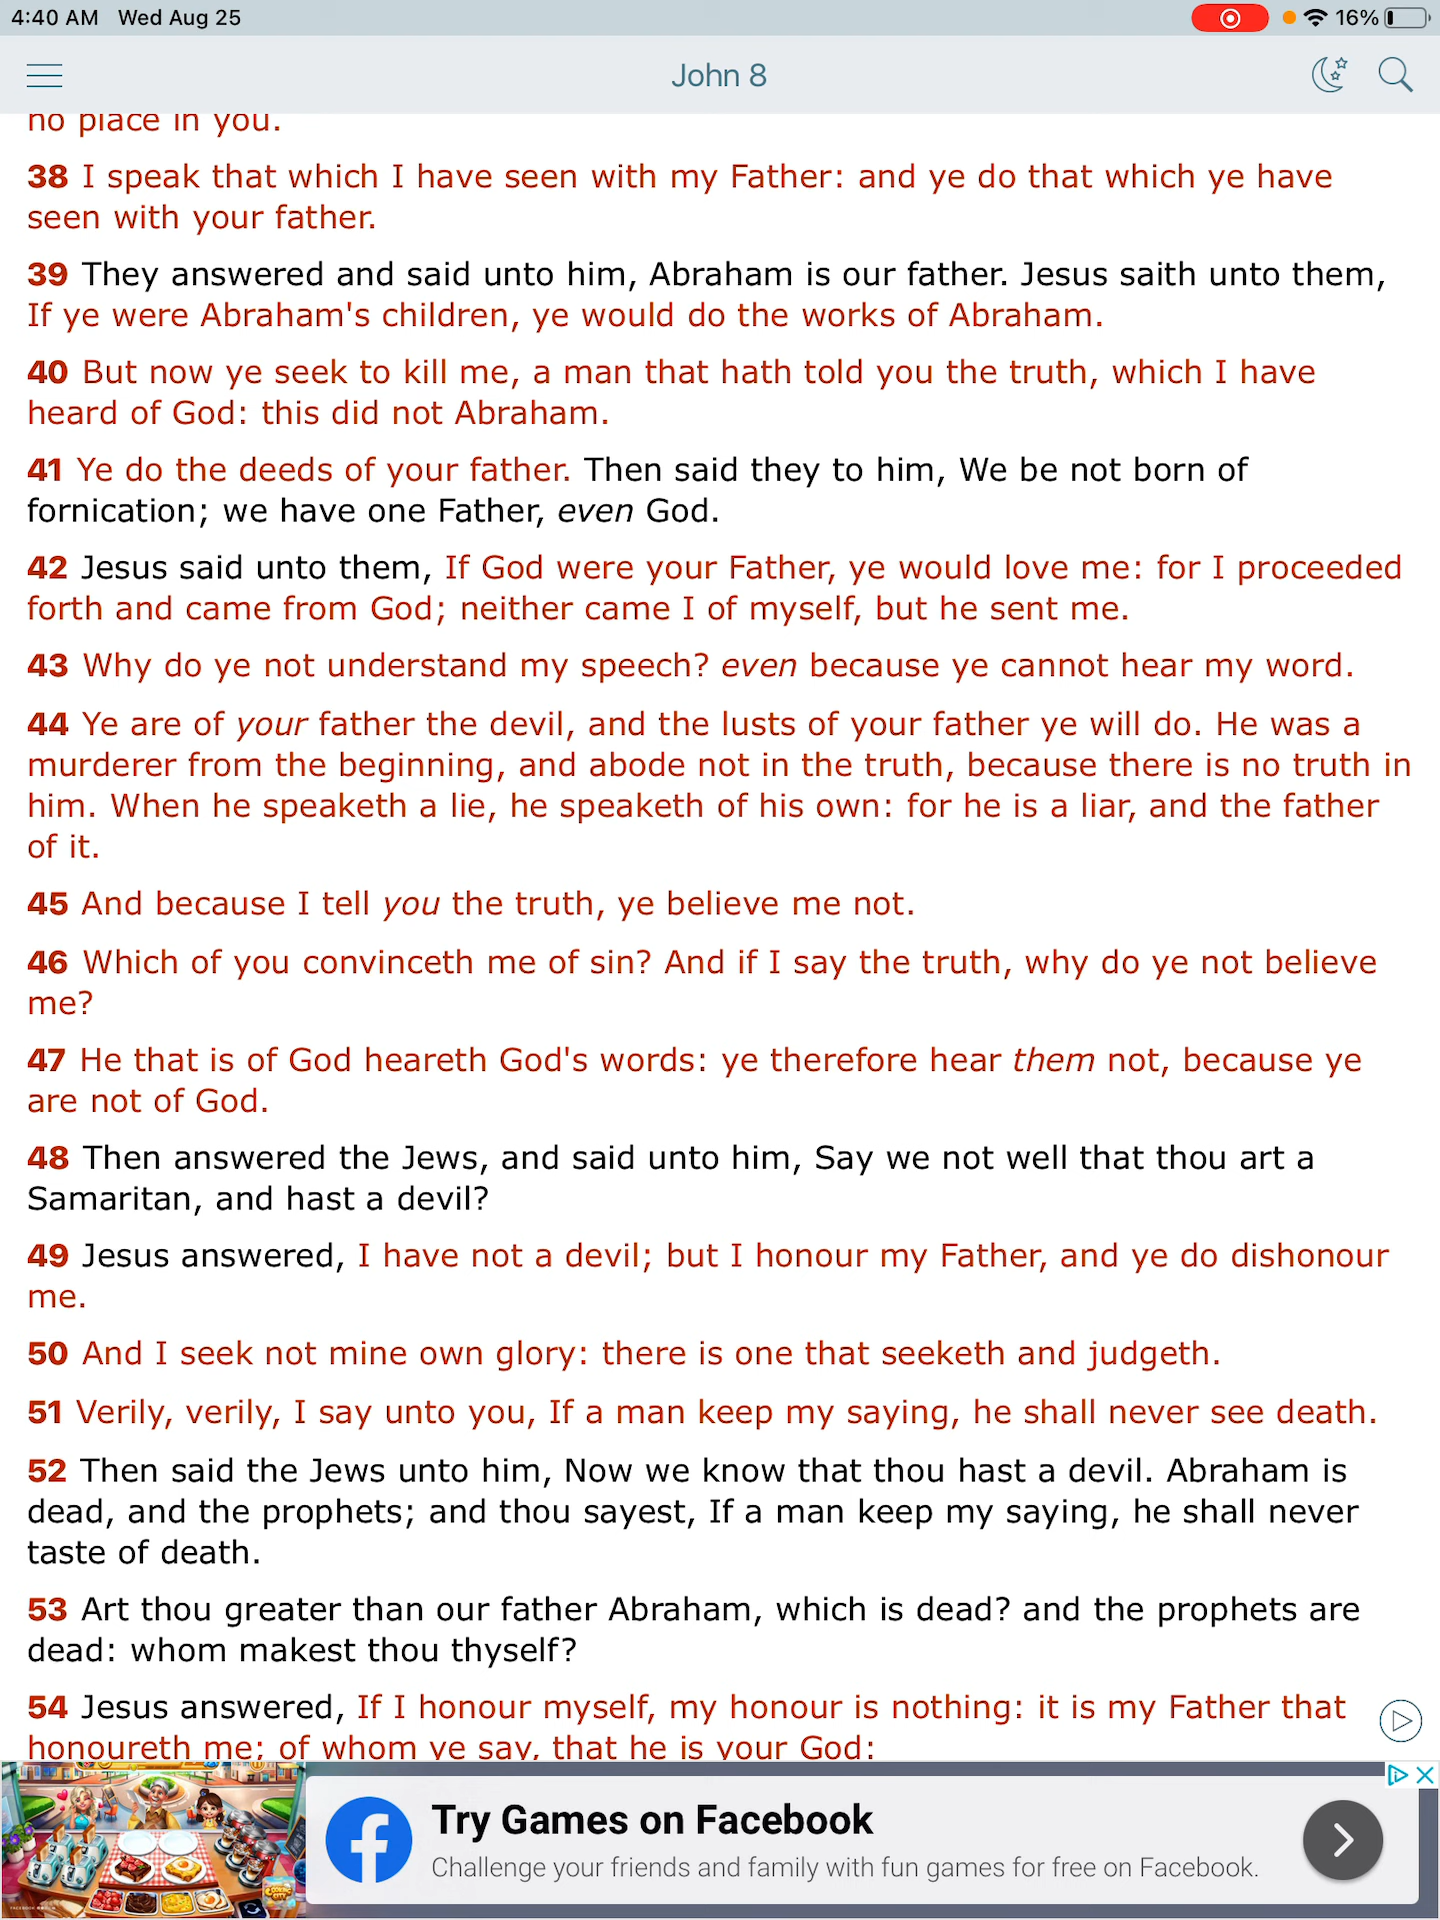 4:40 AM Wed Aug 25
16%
John 8
no place in you.
38 I speak that which I have seen with my Father: and ye do that which ye have
seen with your father.
39 They answered and said unto him, Abraham is our father. Jesus saith unto them,
If ye were Abraham's children, ye would do the works of Abraham.
40 But now ye seek to kill me, a man that hath told you the truth, which I have
heard of God: this did not Abraham.
41 Ye do the deeds of your father. Then said they to him, We be not born of
fornication; we have one Father, even God.
42 Jesus said unto them, If God were your Father, ye would love me: for I proceeded
forth and came from God; neither came I of myself, but he sent me.
43 Why do ye not understand my speech? even because ye cannot hear my word.
44 Ye are of your father the devil, and the lusts of your father ye will do. He was a
murderer from the beginning, and abode not in the truth, because there is no truth in
him. When he speaketh a lie, he speaketh of his own: for he is a liar, and the father
of it.
45 And because I tell you the truth, ye believe me not.
46 Which of you convinceth me of sin? And if I say the truth, why do ye not believe
me?
47 He that is of God heareth God's words: ye therefore hear them not, because ye
are not of God.
48 Then answered the Jews, and said unto him, Say we not well that thou art a
Samaritan, and hast a devil?
49 Jesus answered, I have not a devil; but I honour my Father, and ye do dishonour
me.
50 And I seek not mine own glory: there is one that seeketh and judgeth.
51 Verily, verily, I say unto you, If a man keep my saying, he shall never see death.
52 Then said the Jews unto him, Now we know that thou hast a devil. Abraham is
dead, and the prophets; and thou sayest, If a man keep my saying, he shall never
taste of death.
53 Art thou greater than our father Abraham, which is dead? and the prophets are
dead: whom makest thou thyself?
54 Jesus answered, If I honour myself, my honour is nothing: it is my Father that
honoureth me; of whom ye say, that he is your God:
Try Games on Facebook
Challenge your friends and family with fun games for free on Facebook.